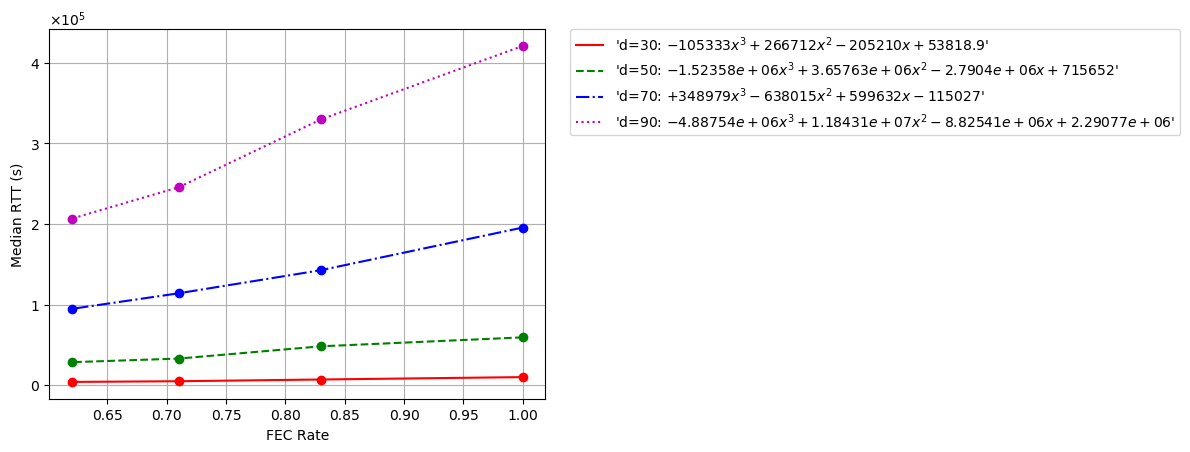 ×10⁵
'd=30: −105333x³ + 266712x² − 205210x + 53818.9'
'd=50: −1.52358e + 06x³ + 3.65763e + 06x² − 2.7904e + 06x + 715652'
'd=70: +348979x³ − 638015x² + 599632x − 115027'
'd=90: −4.88754e + 06x³ + 1.18431e + 07x² − 8.82541e + 06x + 2.29077e + 06'
Median RTT (s)
4
3
2
1
0
0.65 0.70 0.75 0.80 0.85 0.90 0.95 1.00
FEC Rate